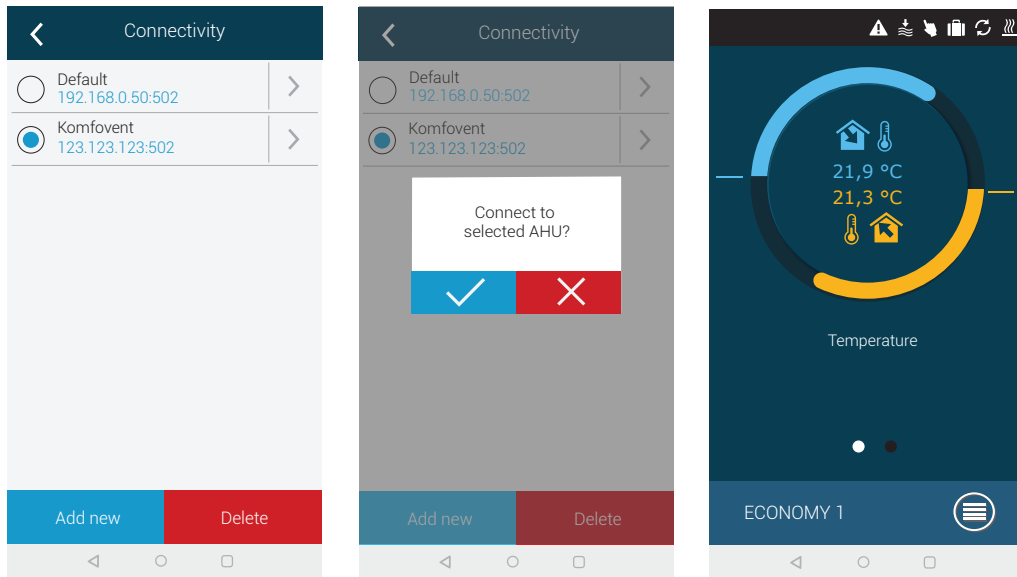 Connectivity
Default
192.168.0.50:502
Komfovent
123.123.123:502
Add new
Delete
Connectivity
Default
192.168.0.50:502
Komfovent
123.123.123:502
Connect to
selected AHU?
Add new
Delete
21,9 °C
21,3 °C
Temperature
ECONOMY 1